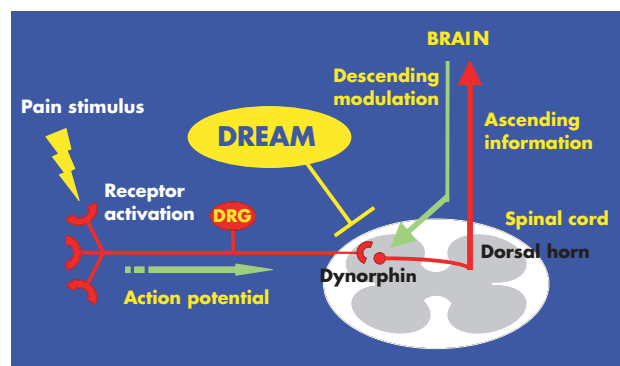 BRAIN
Descending
modulation
Pain stimulus
DREAM
Ascending
information
Receptor
activation
DRG
Spinal cord
Dorsal horn
Dynorphin
Action potential